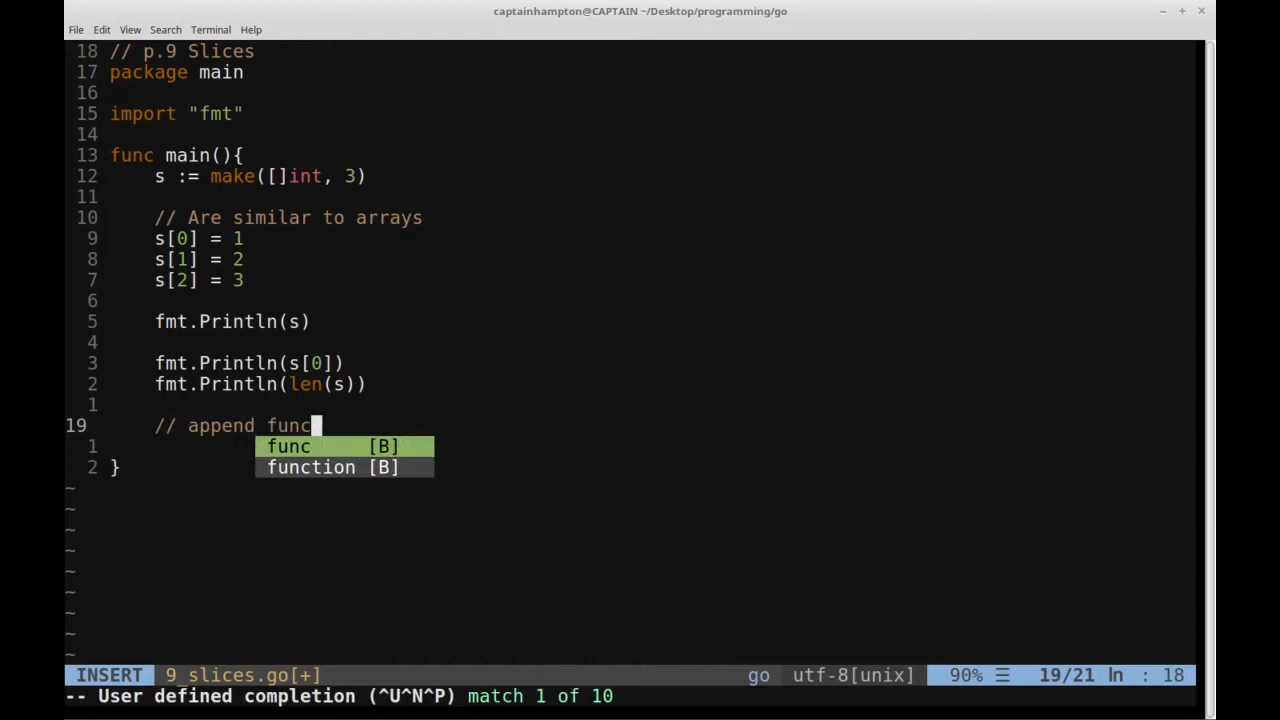 captainhampton@CAPTAIN ~/Desktop/programming/go
File Edit View Search Terminal Help
18 // p.9 Slices
17 package main
16
15 import "fmt"
14
13 func main(){
12 s := make([]int, 3)
11
10 // Are similar to arrays
9 s[0] = 1
8 s[1] = 2
7 s[2] = 3
6
5 fmt.Println(s)
4
3 fmt.Println(s[0])
2 fmt.Println(len(s))
1
19 // append func
1 func [B]
2 } function [B]
~
~
~
~
~
~
~
~
~
INSERT 9_slices.go[+] go utf-8[unix] 90% ☰ 19/21 ln : 18
-- User defined completion (^U^N^P) match 1 of 10